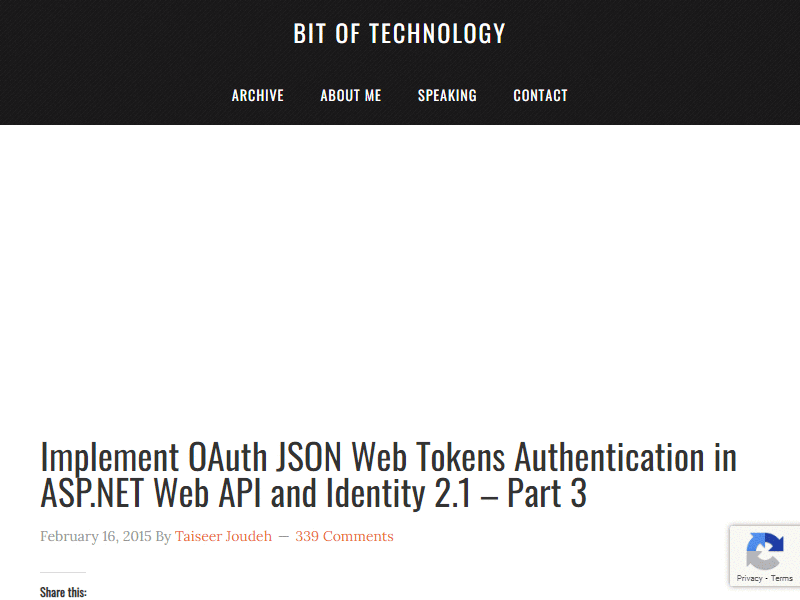 BIT OF TECHNOLOGY
ARCHIVE ABOUT ME SPEAKING CONTACT
Implement OAuth JSON Web Tokens Authentication in
ASP.NET Web API and Identity 2.1 – Part 3
February 16, 2015 By Taiseer Joudeh — 339 Comments
Share this:
Privacy - Terms